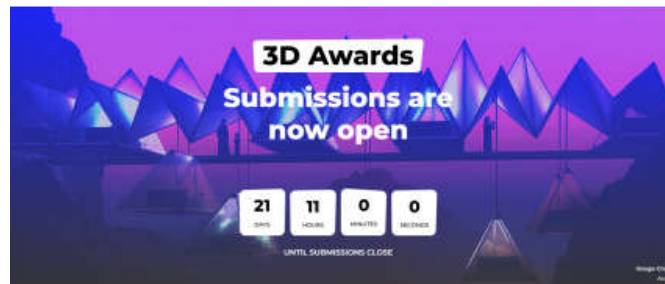 3D Awards
Submissions are
now open
21 11 0 0
DAYS HOURS MINUTES SECONDS
UNTIL SUBMISSIONS CLOSE